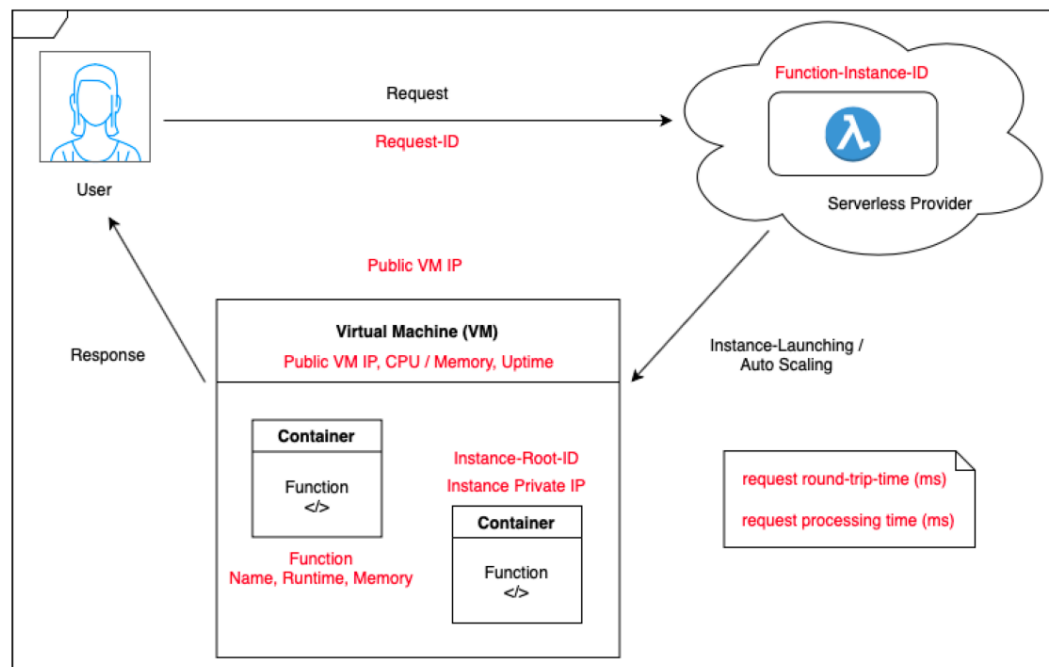 Function-Instance-ID
Request
Request-ID
λ
User
Serverless Provider
Public VM IP
Virtual Machine (VM)
Public VM IP, CPU / Memory, Uptime
Response
Instance-Launching /
Auto Scaling
Container
Function
</>
Function
Name, Runtime, Memory
Instance-Root-ID
Instance Private IP
Container
Function
</>
request round-trip-time (ms)
request processing time (ms)